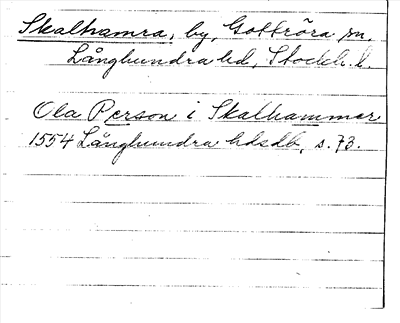 Skalhamra, by, Gottröra sn.
Långhundra hd, Stockh. l.
Ola Person i Skalhammar
1554 Långhundra hdsdb, s. 73.